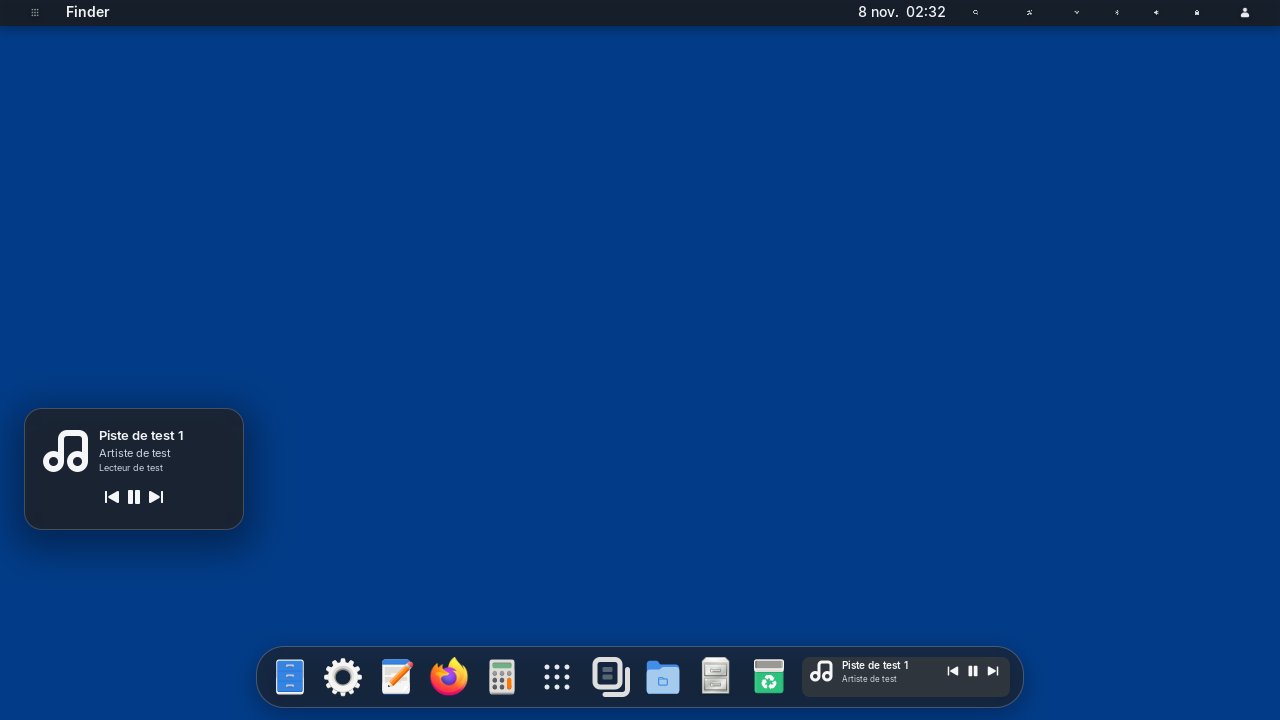 Finder
8 nov. 02:32
Piste de test 1
Artiste de test
Lecteur de test
Piste de test 1
Artiste de test